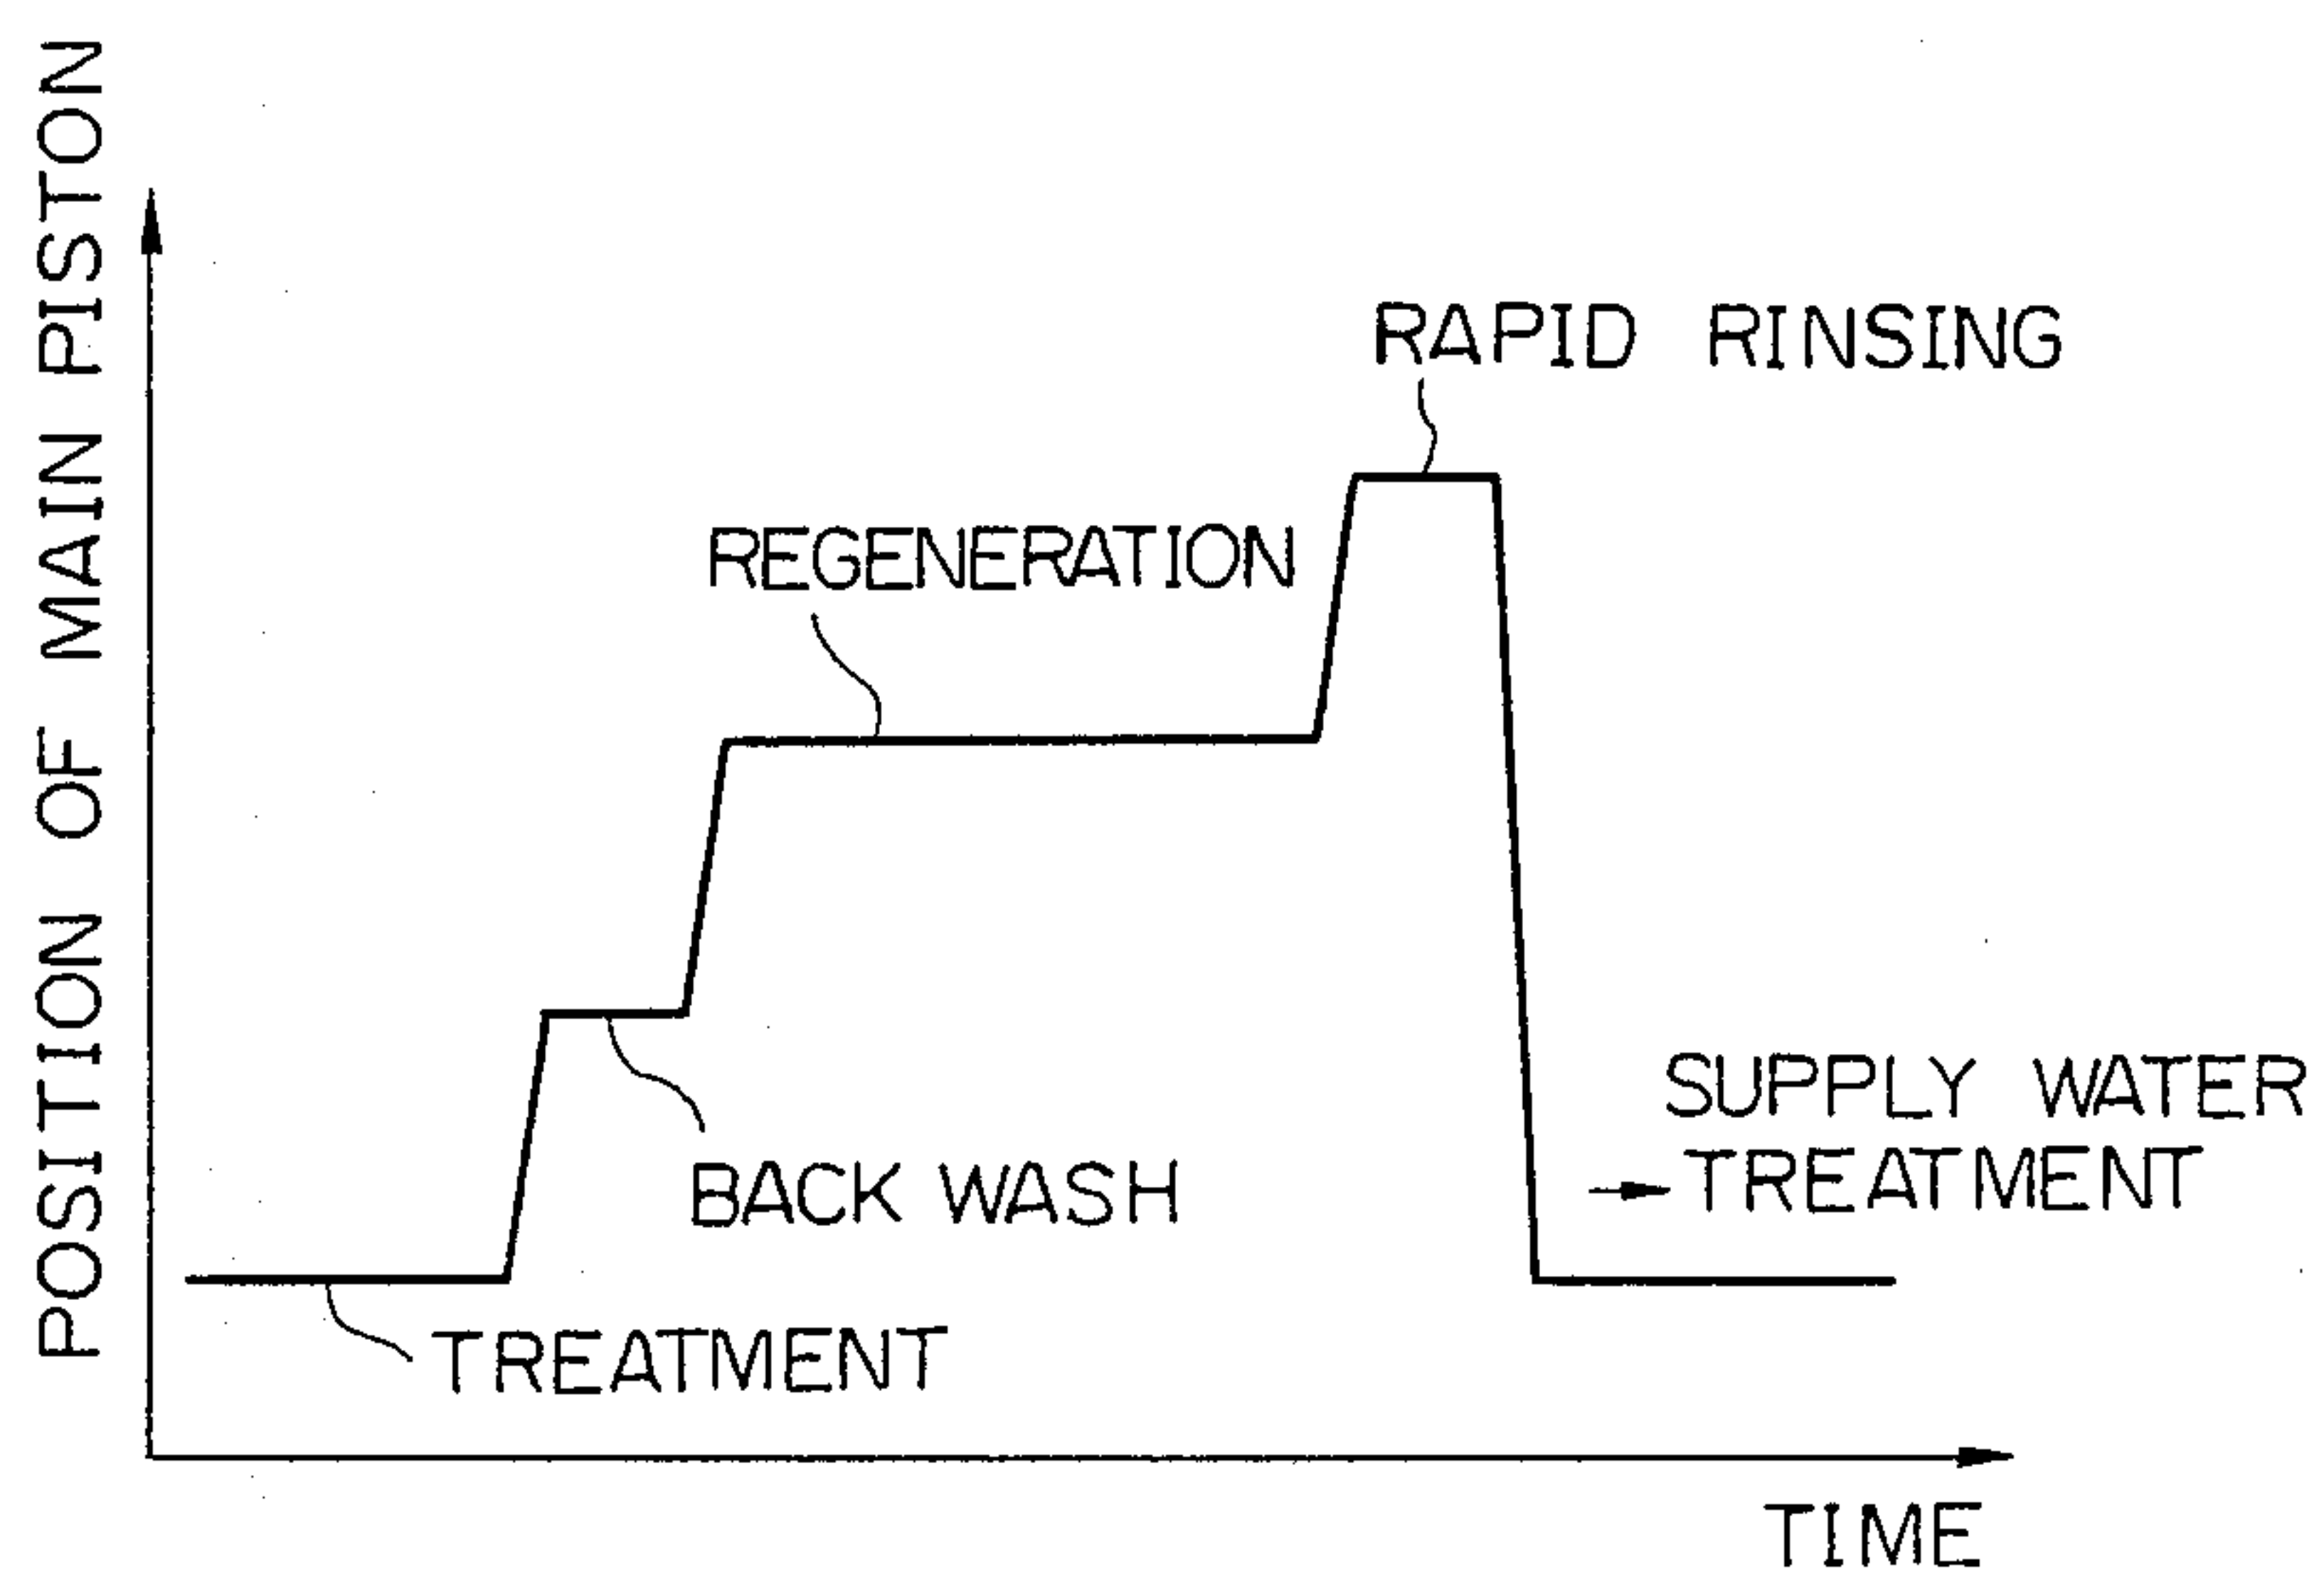 POSITION OF MAIN PISTON
RAPID RINSING
REGENERATION
SUPPLY WATER
TREATMENT
BACK WASH
TREATMENT
TIME